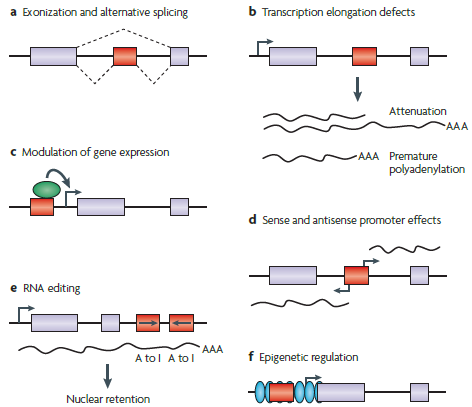 a Exonization and alternative splicing
b Transcription elongation defects
Attenuation
AAA
AAA Premature
polyadenylation
c Modulation of gene expression
d Sense and antisense promoter effects
e RNA editing
AAA
A to I A to I
Nuclear retention
f Epigenetic regulation